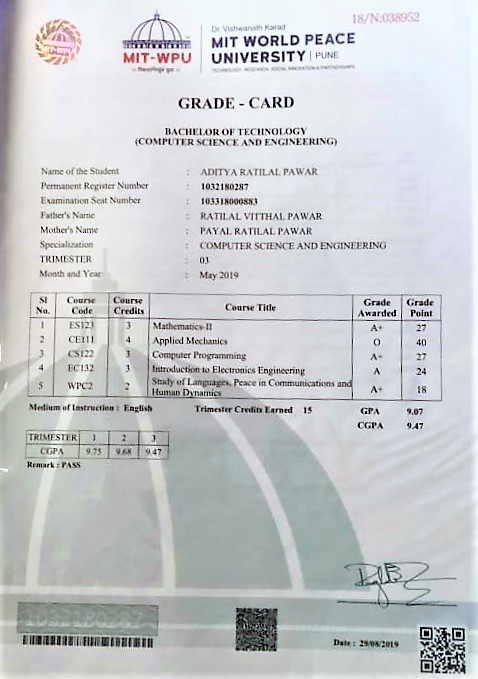 18/N:038952
MIT-WPU
Dr. Vishwanath Karad
MIT WORLD PEACE
UNIVERSITY | PUNE
TECHNOLOGY, RESEARCH, SOCIAL INNOVATION & PARTNERSHIPS
MIT-WPU
GRADE - CARD
BACHELOR OF TECHNOLOGY
(COMPUTER SCIENCE AND ENGINEERING)
Name of the Student : ADITYA RATILAL PAWAR
Permanent Register Number : 1032180287
Examination Seat Number : 103318000883
Father's Name : RATILAL VITTHAL PAWAR
Mother's Name : PAYAL RATILAL PAWAR
Specialization : COMPUTER SCIENCE AND ENGINEERING
TRIMESTER : 03
Month and Year : May 2019
Sl No. Course Code Course Credits Course Title Grade Awarded Grade Point
1 ES123 3 Mathematics-II A+ 27
2 CE111 4 Applied Mechanics O 40
3 CS122 3 Computer Programming A+ 27
4 EC132 3 Introduction to Electronics Engineering A 24
5 WPC2 2 Study of Languages, Peace in Communications and Human Dynamics A+ 18
Medium of Instruction : English Trimester Credits Earned 15 GPA 9.07
CGPA 9.47
TRIMESTER 1 2 3
CGPA 9.75 9.68 9.47
Remark : PASS
Date : 29/08/2019